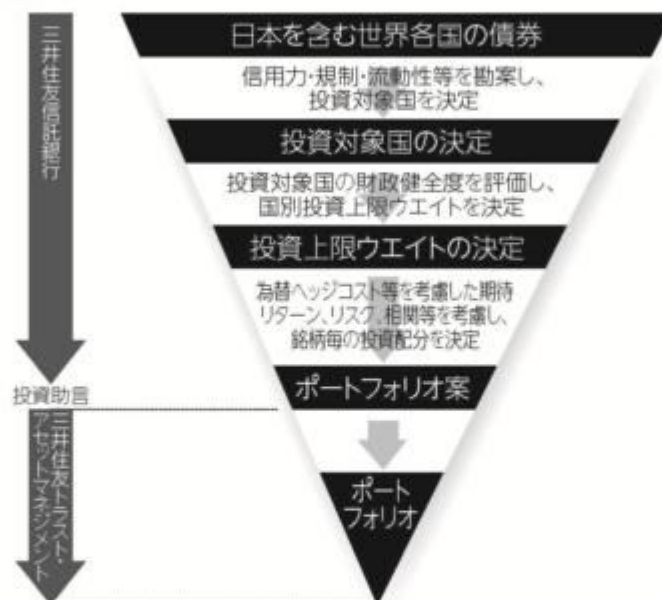 三井住友信託銀行
日本を含む世界各国の債券
信用力・規制・流動性等を勘案し、
投資対象国を決定
投資対象国の決定
投資対象国の財政健全度を評価し、
国別投資上限ウエイトを決定
投資上限ウエイトの決定
為替ヘッジコスト等を考慮した期待
リターン、リスク、相関等を考慮し、
銘柄毎の投資配分を決定
ポートフォリオ案
投資助言
三井住友トラスト・
アセットマネジメント
ポート
フォリオ